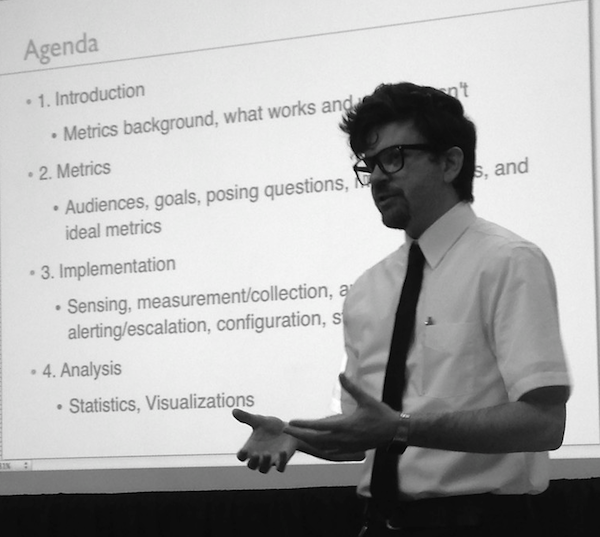 Agenda
• 1. Introduction
• Metrics background, what works and
• 2. Metrics
• Audiences, goals, posing questions, and
ideal metrics
• 3. Implementation
• Sensing, measurement/collection,
alerting/escalation, configuration,
• 4. Analysis
• Statistics, Visualizations